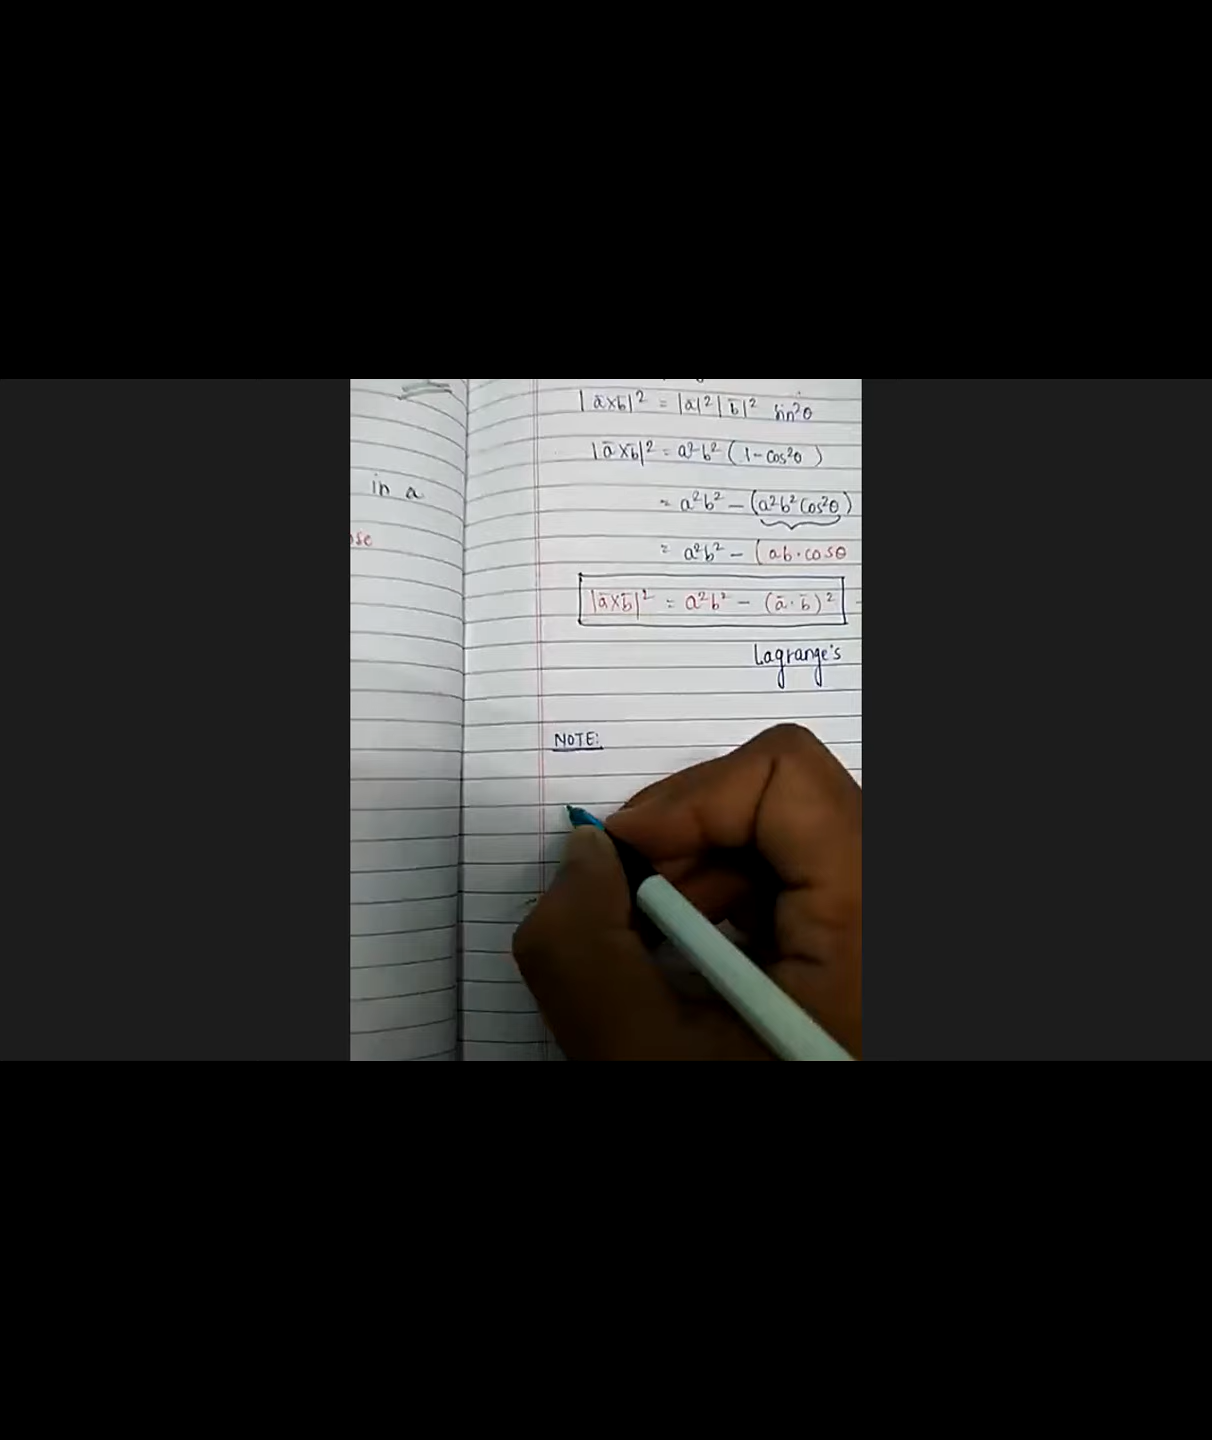 in a
|ā×b̄|² = |ā|²|b̄|² sin²θ
|ā×b̄|² = a²b² (1-cos²θ)
= a²b² - (a²b² cos²θ)
= a²b² - (ab·cosθ
|ā×b̄|² = a²b² - (ā·b̄)²
Lagrange's
NOTE: